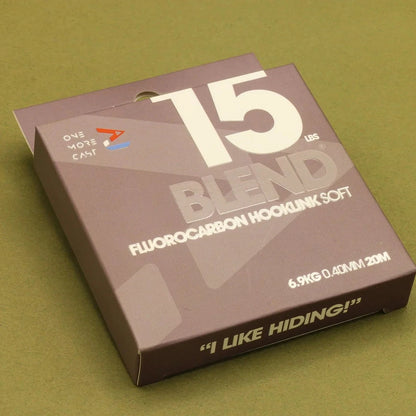 ONE
MORE
CAST
15
LBS
BLEND®
FLUOROCARBON HOOKLINK SOFT
6.9KG 0.40MM 20M
"I LIKE HIDING!"